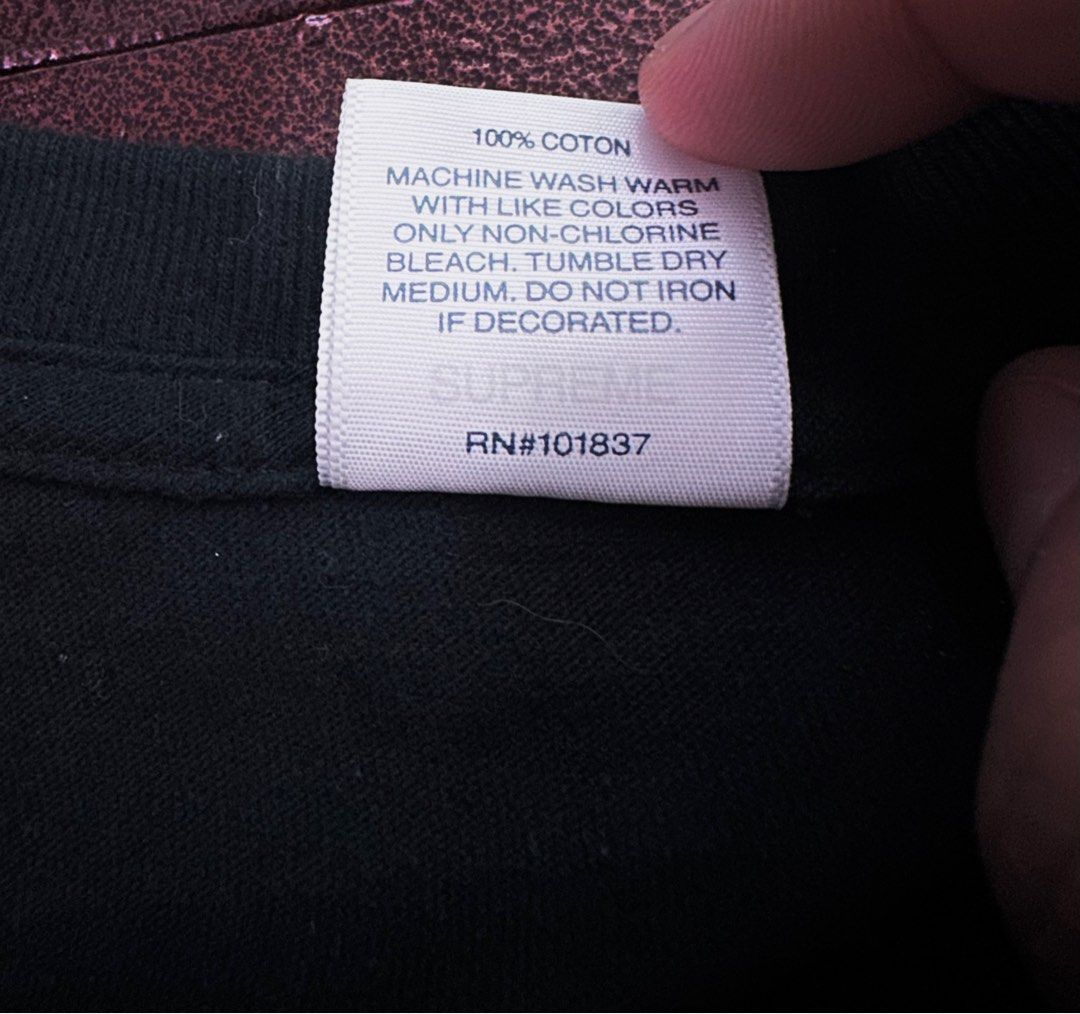 100% COTON
MACHINE WASH WARM
WITH LIKE COLORS
ONLY NON-CHLORINE
BLEACH. TUMBLE DRY
MEDIUM. DO NOT IRON
IF DECORATED.
SUPREME
RN#101837